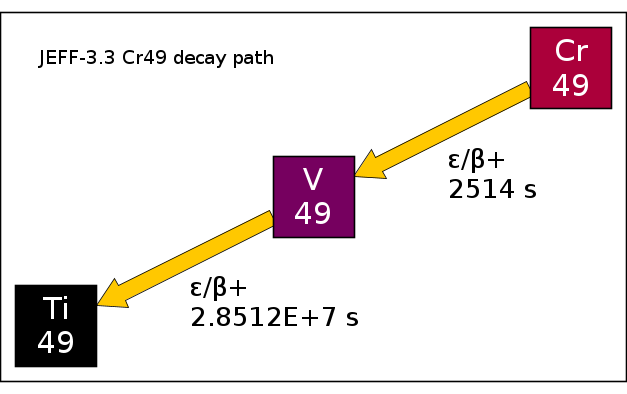 JEFF-3.3 Cr49 decay path
Cr
49
ε/β+
2514 s
V
49
ε/β+
2.8512E+7 s
Ti
49